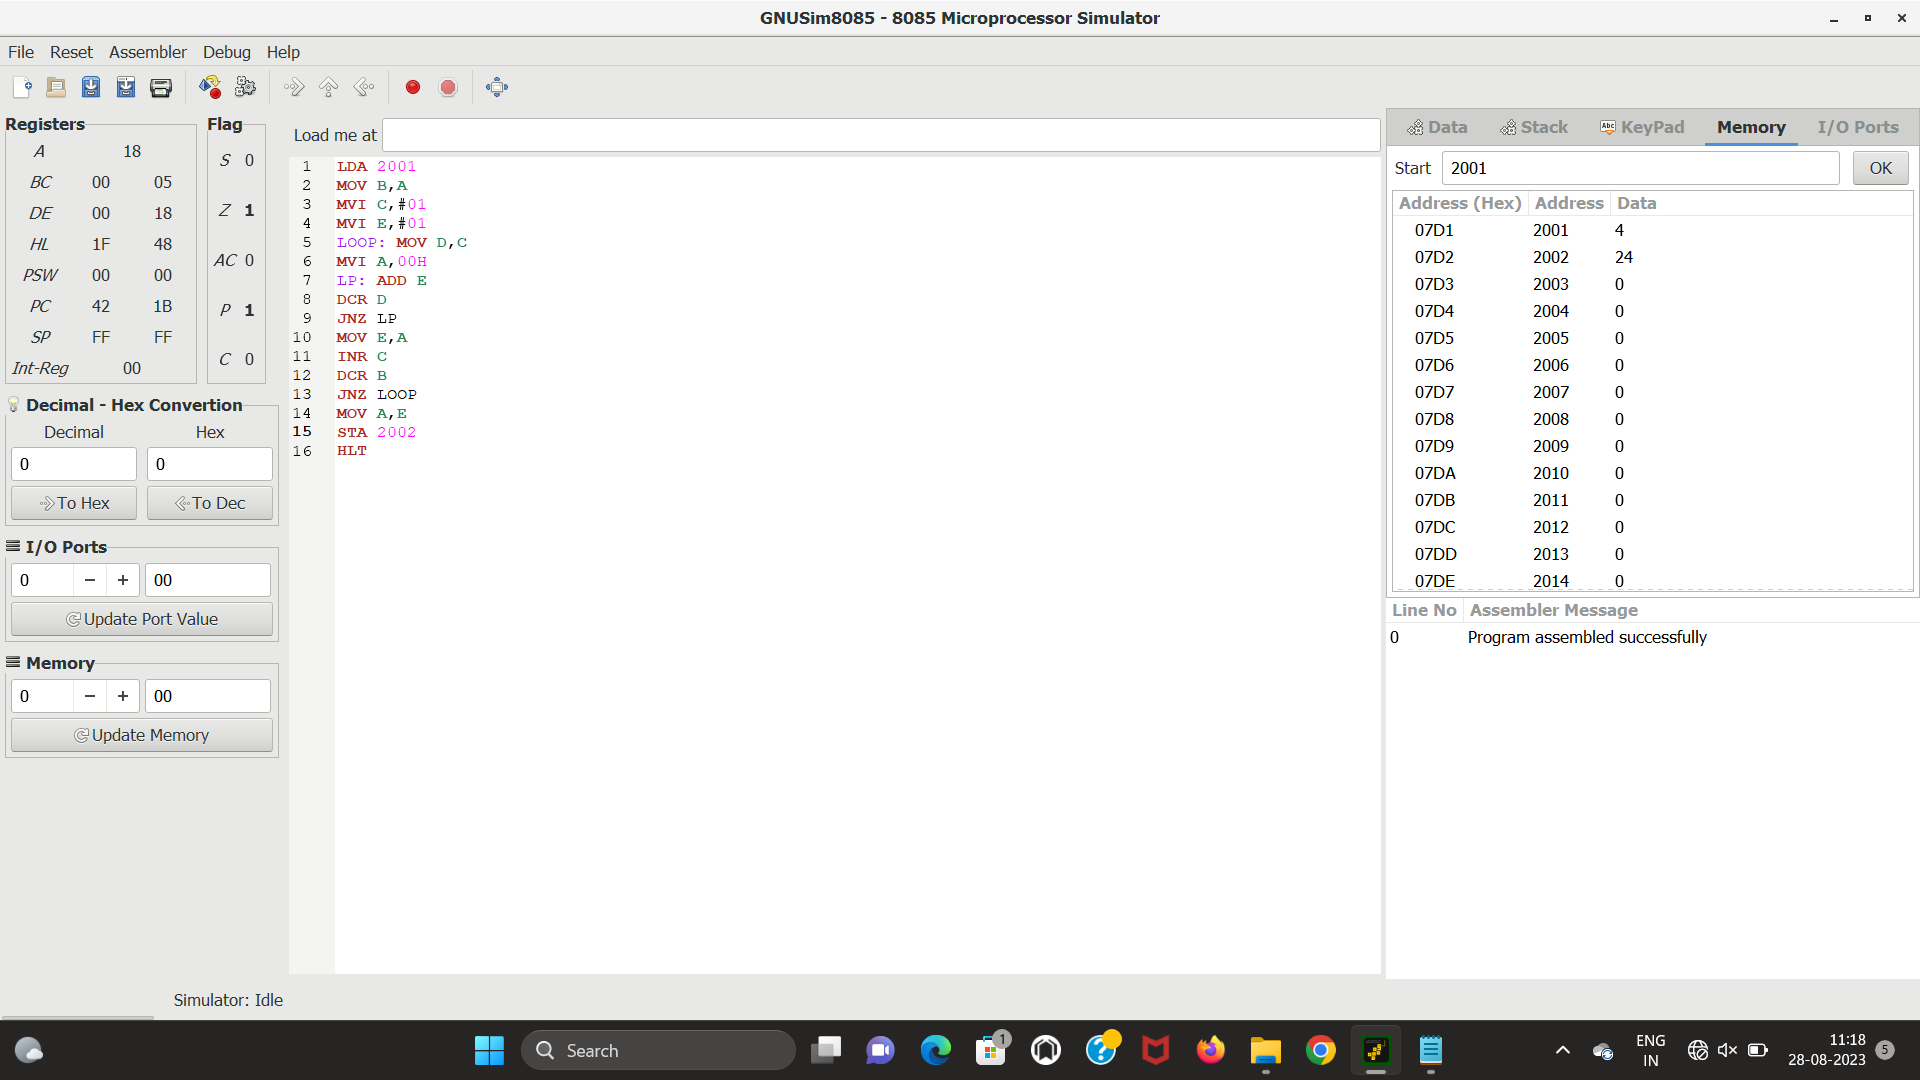 GNUSim8085 - 8085 Microprocessor Simulator
File Reset Assembler Debug Help
Registers
A 18
BC 00 05
DE 00 18
HL 1F 48
PSW 00 00
PC 42 1B
SP FF FF
Int-Reg 00
Flag
S 0
Z 1
AC 0
P 1
C 0
Decimal - Hex Convertion
Decimal Hex
0 0
To Hex To Dec
I/O Ports
0 − + 00
Update Port Value
Memory
0 − + 00
Update Memory
Load me at
1 LDA 2001
2 MOV B,A
3 MVI C,#01
4 MVI E,#01
5 LOOP: MOV D,C
6 MVI A,00H
7 LP: ADD E
8 DCR D
9 JNZ LP
10 MOV E,A
11 INR C
12 DCR B
13 JNZ LOOP
14 MOV A,E
15 STA 2002
16 HLT
Data Stack Abc KeyPad Memory I/O Ports
Start 2001 OK
Address (Hex) Address Data
07D1 2001 4
07D2 2002 24
07D3 2003 0
07D4 2004 0
07D5 2005 0
07D6 2006 0
07D7 2007 0
07D8 2008 0
07D9 2009 0
07DA 2010 0
07DB 2011 0
07DC 2012 0
07DD 2013 0
07DE 2014 0
Line No Assembler Message
0 Program assembled successfully
Simulator: Idle
Search
1
ENG
IN
11:18
28-08-2023
5